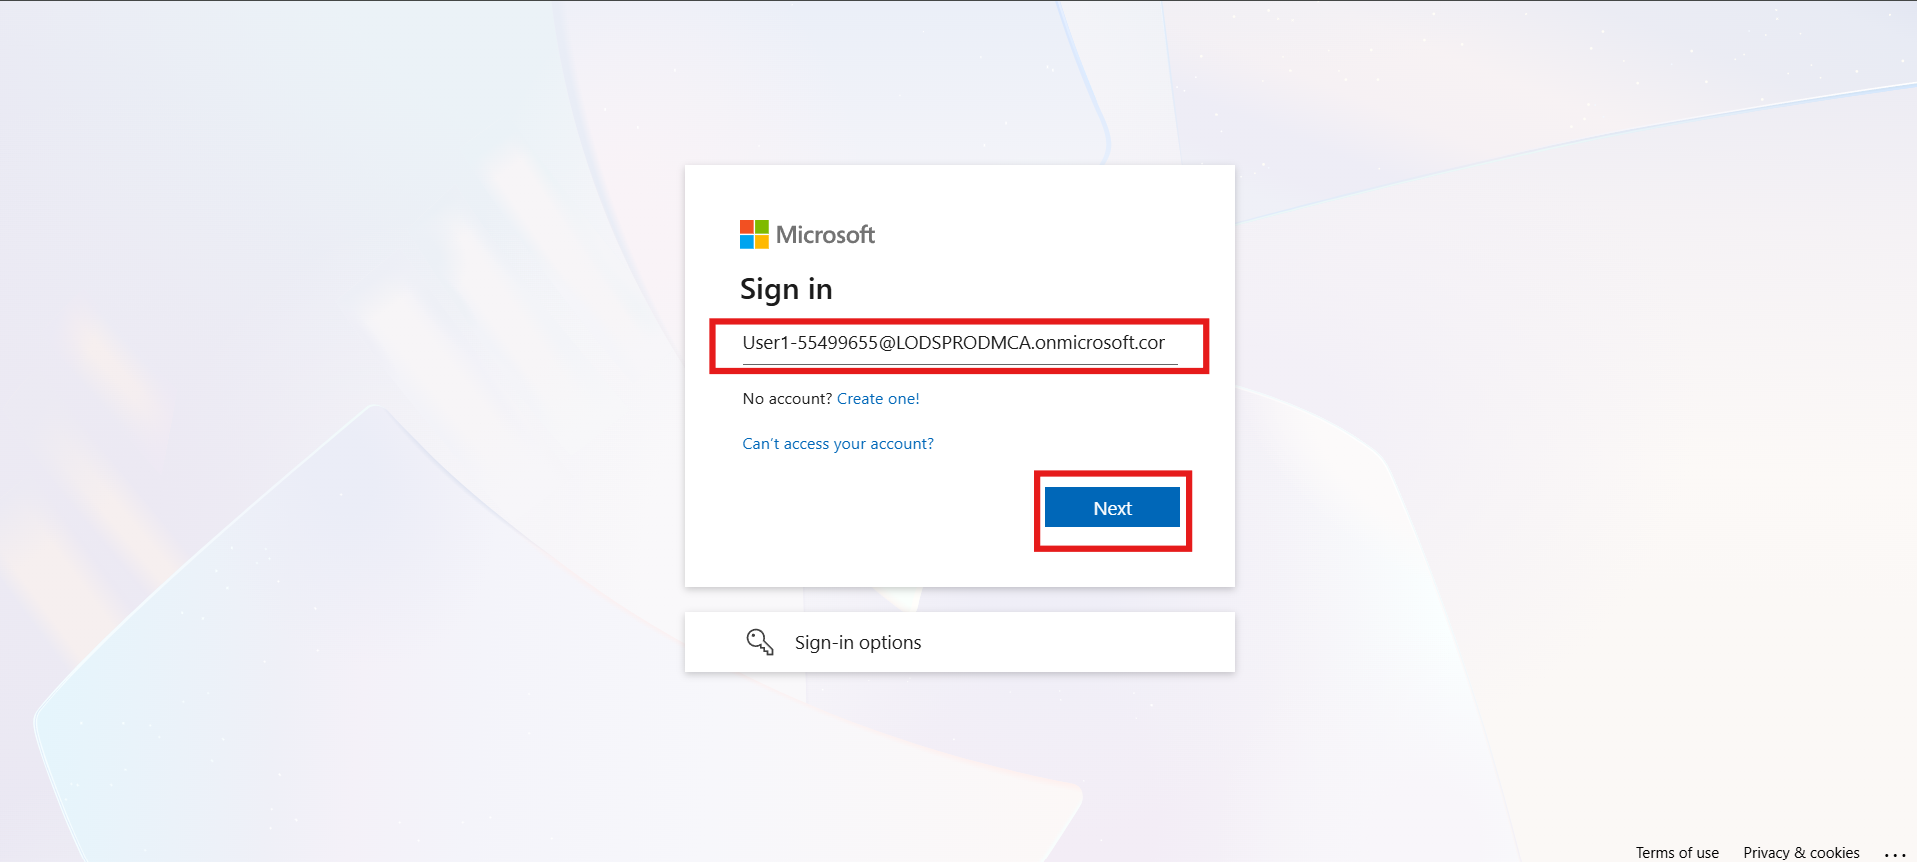 Microsoft
Sign in
User1-55499655@LODSPRODMCA.onmicrosoft.cor
No account? Create one!
Can't access your account?
Next
Sign-in options
Terms of use Privacy & cookies ...